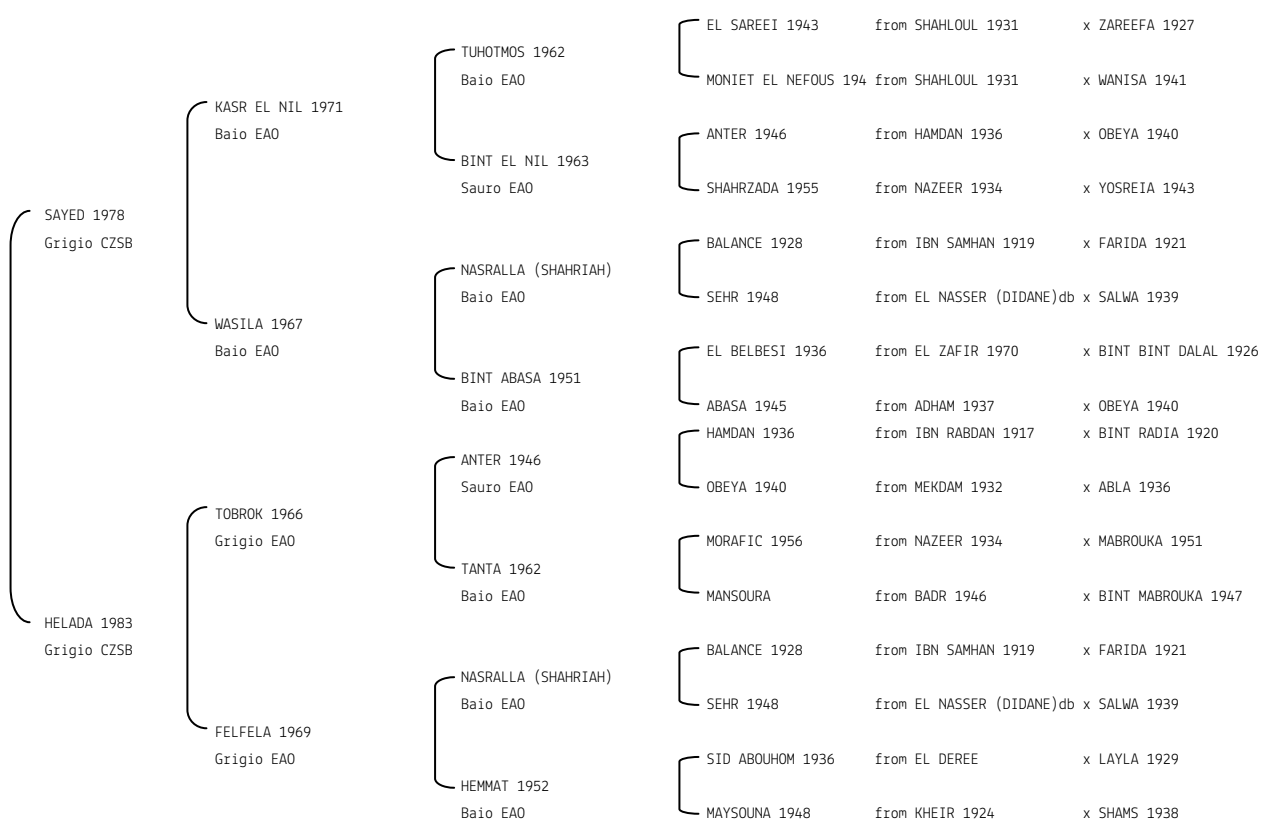 EL SAREEI 1943 from SHAHLOUL 1931 x ZAREEFA 1927
TUHOTMOS 1962
Baio EAO
MONIET EL NEFOUS 194 from SHAHLOUL 1931 x WANISA 1941
KASR EL NIL 1971
Baio EAO
ANTER 1946 from HAMDAN 1936 x OBEYA 1940
BINT EL NIL 1963
Sauro EAO
SHAHRZADA 1955 from NAZEER 1934 x YOSREIA 1943
SAYED 1978
Grigio CZSB
BALANCE 1928 from IBN SAMHAN 1919 x FARIDA 1921
NASRALLA (SHAHRIAH)
Baio EAO
SEHR 1948 from EL NASSER (DIDANE)db x SALWA 1939
WASILA 1967
Baio EAO
EL BELBESI 1936 from EL ZAFIR 1970 x BINT BINT DALAL 1926
BINT ABASA 1951
Baio EAO
ABASA 1945 from ADHAM 1937 x OBEYA 1940
HAMDAN 1936 from IBN RABDAN 1917 x BINT RADIA 1920
ANTER 1946
Sauro EAO
OBEYA 1940 from MEKDAM 1932 x ABLA 1936
TOBROK 1966
Grigio EAO
MORAFIC 1956 from NAZEER 1934 x MABROUKA 1951
TANTA 1962
Baio EAO
MANSOURA from BADR 1946 x BINT MABROUKA 1947
HELADA 1983
Grigio CZSB
BALANCE 1928 from IBN SAMHAN 1919 x FARIDA 1921
NASRALLA (SHAHRIAH)
Baio EAO
SEHR 1948 from EL NASSER (DIDANE)db x SALWA 1939
FELFELA 1969
Grigio EAO
SID ABOUHOM 1936 from EL DEREE x LAYLA 1929
HEMMAT 1952
Baio EAO
MAYSOUNA 1948 from KHEIR 1924 x SHAMS 1938